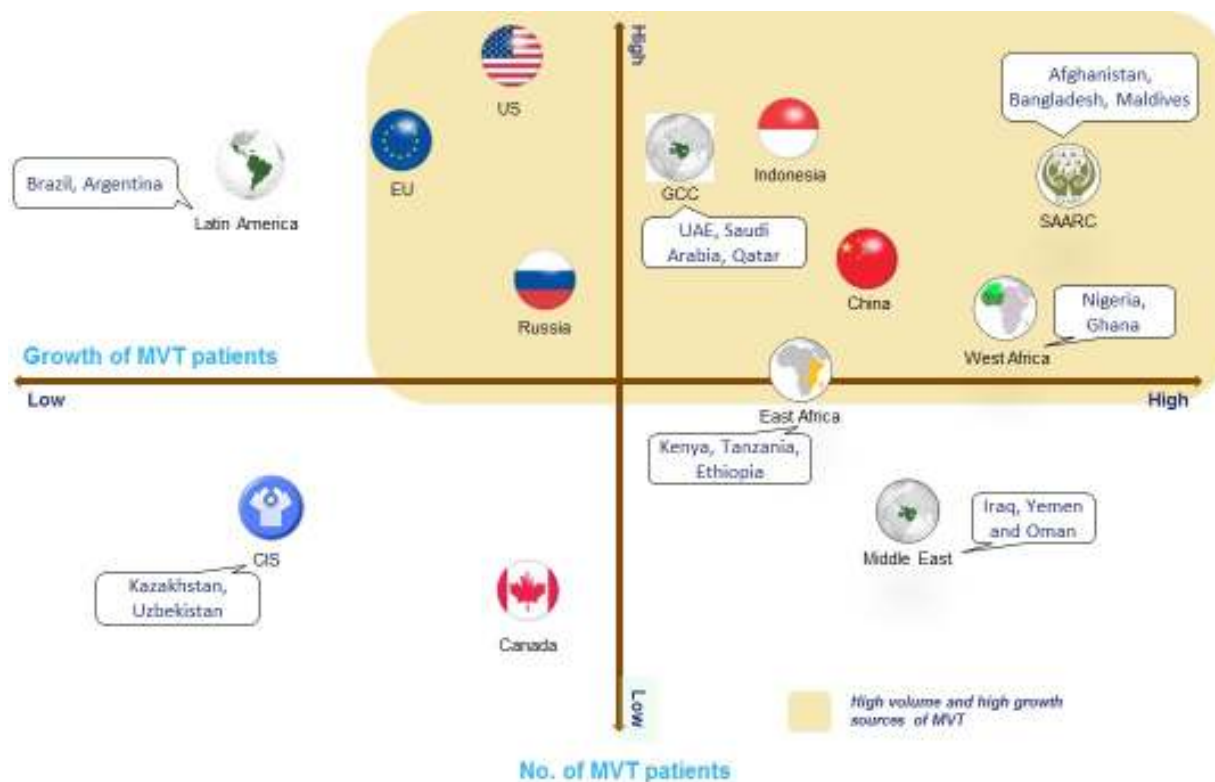 High
US
EU
Brazil, Argentina
Latin America
GCC
UAE, Saudi
Arabia, Qatar
Indonesia
Afghanistan,
Bangladesh, Maldives
SAARC
Russia
China
Nigeria,
Ghana
West Africa
Growth of MVT patients
Low
High
East Africa
Kenya, Tanzania,
Ethiopia
CIS
Kazakhstan,
Uzbekistan
Canada
Iraq, Yemen
and Oman
Middle East
Low
High volume and high growth
sources of MVT
No. of MVT patients